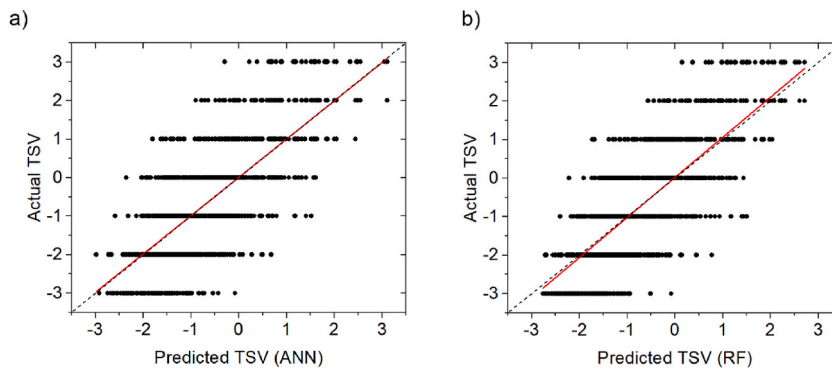 a)
Actual TSV
3
2
1
0
-1
-2
-3
-3 -2 -1 0 1 2 3
Predicted TSV (ANN)
b)
Actual TSV
3
2
1
0
-1
-2
-3
-3 -2 -1 0 1 2 3
Predicted TSV (RF)